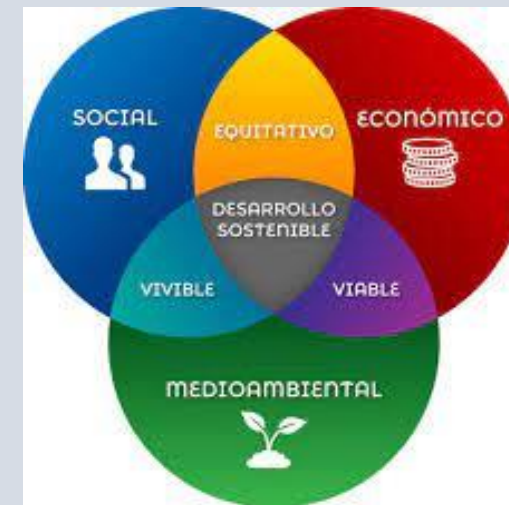 SOCIAL
ECONÓMICO
EQUITATIVO
DESARROLLO
SOSTENIBLE
VIVIBLE
VIABLE
MEDIOAMBIENTAL